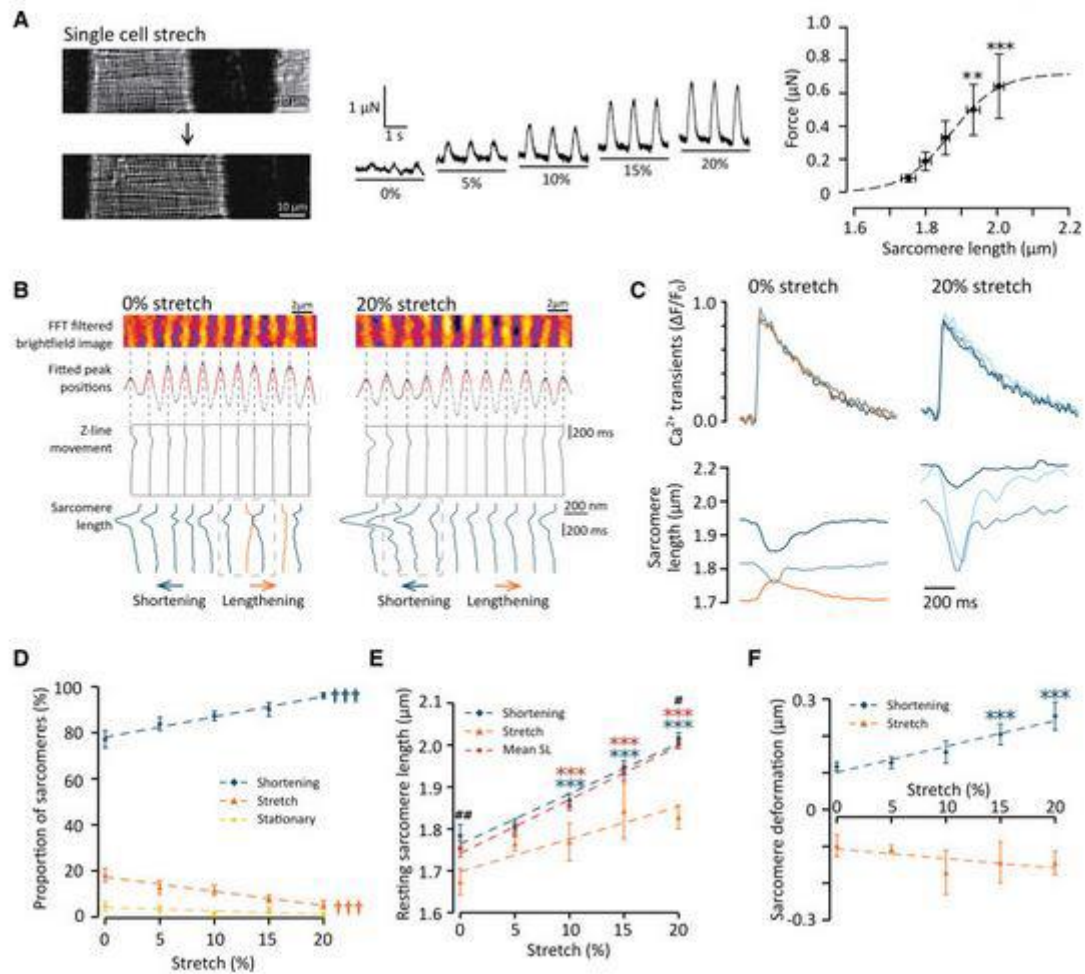 A
Single cell strech
10 µm
1 µN
1 s
0%
5%
10%
15%
20%
Force (µN)
1.0
0.8
0.6
0.4
0.2
0
**
***
1.6
1.8
2.0
2.2
Sarcomere length (µm)
B
0% stretch
2µm
20% stretch
2µm
FFT filtered
brightfield image
Fitted peak
positions
Z-line
movement
200 ms
200 ms
Sarcomere
length
200 nm
200 ms
Shortening
Lengthening
Shortening
Lengthening
C
0% stretch
20% stretch
Ca2+ transients (ΔF/F0)
1.0
0.0
Sarcomere
length (µm)
2.2
2.1
2.0
1.9
1.8
1.7
200 ms
D
Proportion of sarcomeres (%)
100
80
60
40
20
0
†††
†††
Shortening
Stretch
Stationary
0 5 10 15 20
Stretch (%)
E
Resting sarcomere length (µm)
2.1
2.0
1.9
1.8
1.7
1.6
Shortening
Stretch
Mean SL
##
***
***
***
***
#
***
***
0 5 10 15 20
Stretch (%)
F
Sarcomere deformation (µm)
0.3
0
-0.3
***
***
Stretch (%)
0 5 10 15 20